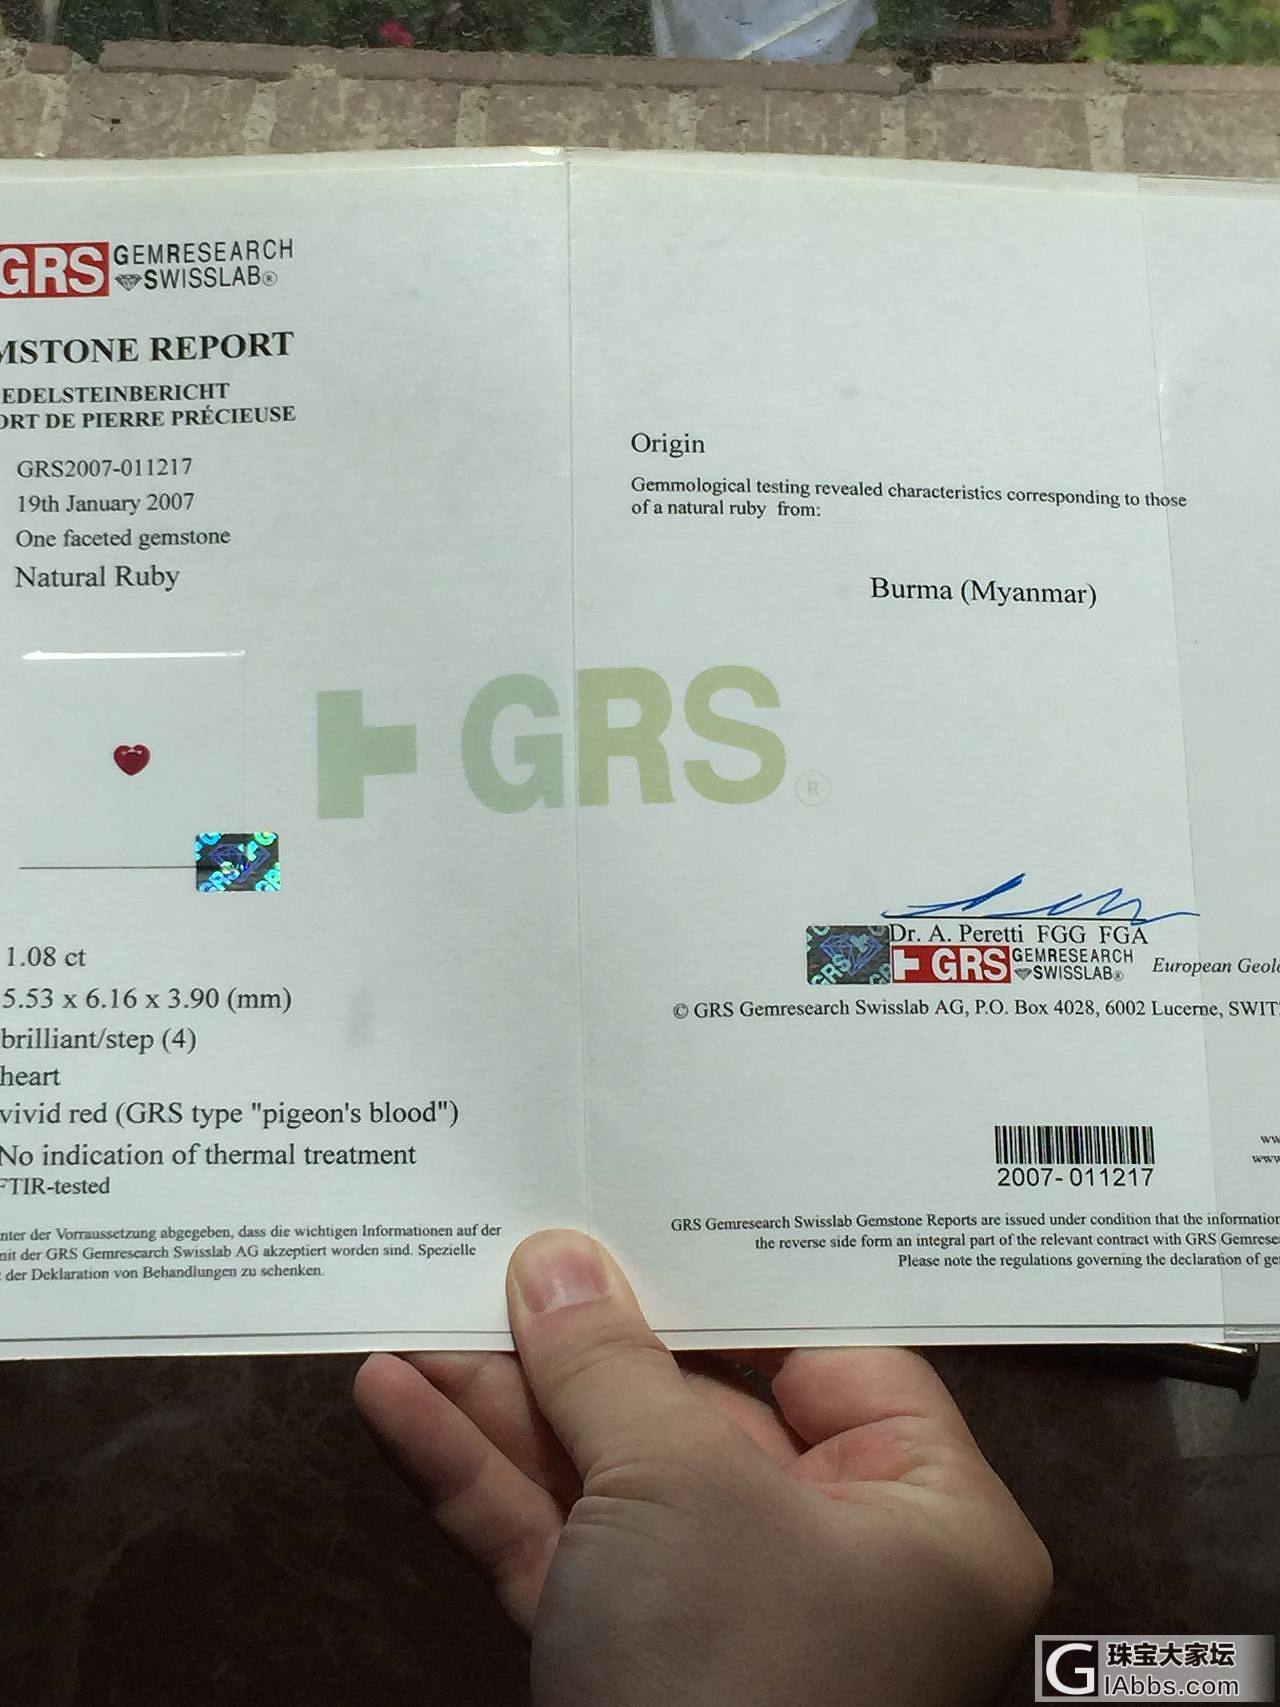 GRS GEMRESEARCH
SWISSLAB®
MSTONE REPORT
EDELSTEINBERICHT
ORT DE PIERRE PRÉCIEUSE
GRS2007-011217
19th January 2007
One faceted gemstone
Natural Ruby
1.08 ct
5.53 x 6.16 x 3.90 (mm)
brilliant/step (4)
heart
vivid red (GRS type "pigeon's blood")
No indication of thermal treatment
FTIR-tested
nter der Vorraussetzung abgegeben, dass die wichtigen Informationen auf der
mit der GRS Gemresearch Swisslab AG akzeptiert worden sind. Spezielle
der Deklaration von Behandlungen zu schenken.
GRS®
Origin
Gemmological testing revealed characteristics corresponding to those
of a natural ruby from:
Burma (Myanmar)
Dr. A. Peretti FGG FGA
GRS GEMRESEARCH
SWISSLAB®
European Geolo
© GRS Gemresearch Swisslab AG, P.O. Box 4028, 6002 Lucerne, SWIT
2007-011217
ww
www
GRS Gemresearch Swisslab Gemstone Reports are issued under condition that the information
the reverse side form an integral part of the relevant contract with GRS Gemrese
Please note the regulations governing the declaration of ge
G 珠宝大家坛
IAbbs.com